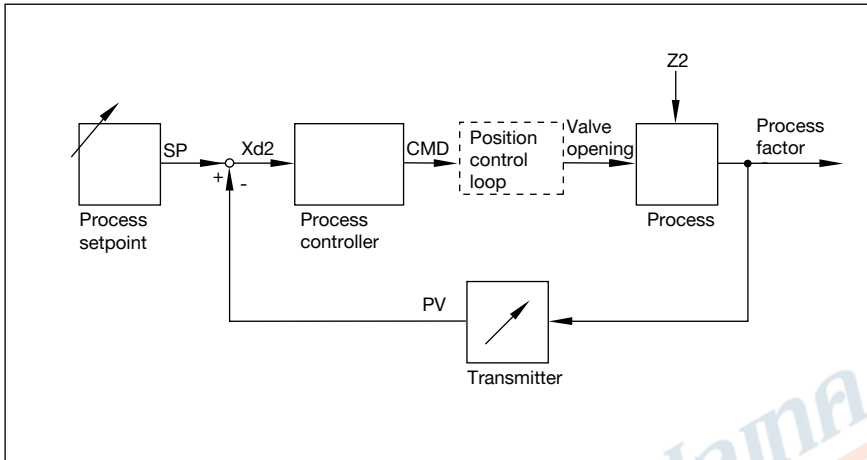 Z2
SP
Xd2
CMD
Position
control
loop
Valve
opening
Process
factor
+
-
Process
setpoint
Process
controller
Process
PV
Transmitter